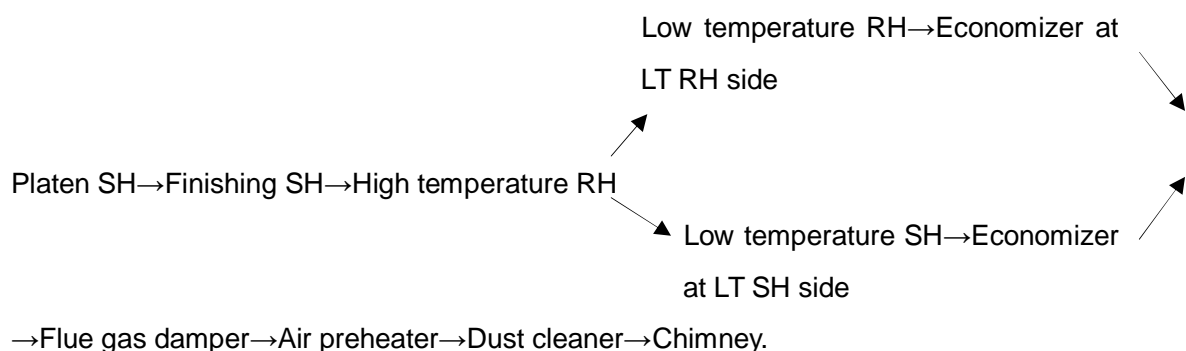 Low temperature RH→Economizer at
LT RH side
Platen SH→Finishing SH→High temperature RH
Low temperature SH→Economizer
at LT SH side
→Flue gas damper→Air preheater→Dust cleaner→Chimney.